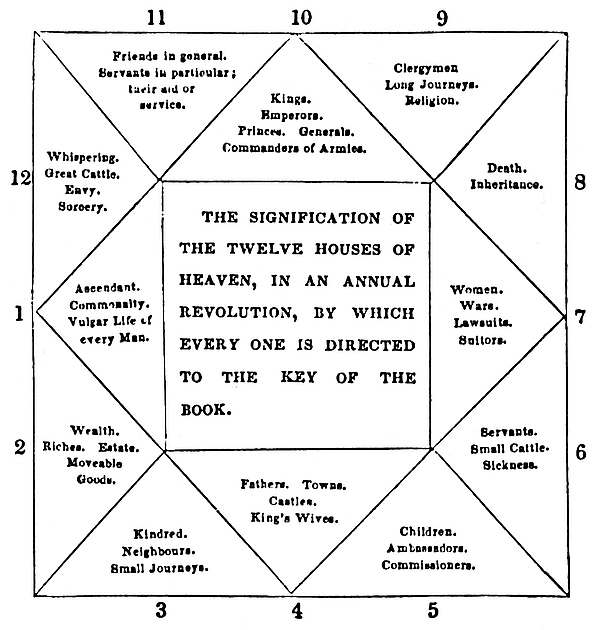 11
10
9
Friends in general.
Servants in particular;
their aid or
service.
Kings.
Emperors.
Princes. Generals.
Commanders of Armies.
Clergymen
Long Journeys.
Religion.
12
Whispering.
Great Cattle.
Envy.
Sorcery.
Death.
Inheritance.
8
THE SIGNIFICATION OF
THE TWELVE HOUSES OF
HEAVEN, IN AN ANNUAL
REVOLUTION, BY WHICH
EVERY ONE IS DIRECTED
TO THE KEY OF THE
BOOK.
1
Ascendant.
Commonalty.
Vulgar Life of
every Man.
Women.
Wars.
Lawsuits.
Suitors.
7
2
Wealth.
Riches. Estate.
Moveable
Goods.
Servants.
Small Cattle.
Sickness.
6
Kindred.
Neighbours.
Small Journeys.
Fathers. Towns.
Castles.
King's Wives.
Children.
Ambassadors.
Commissioners.
3
4
5